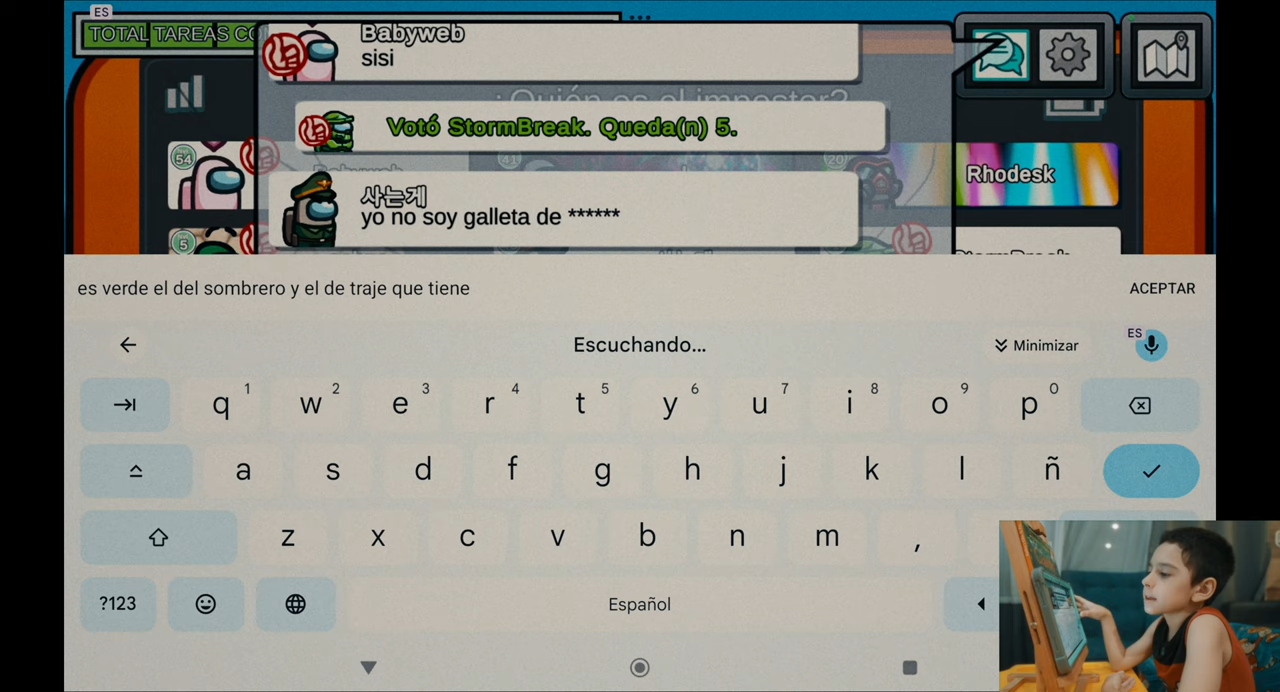 ES
TOTAL TAREAS CO
Babyweb
sisi
¿Quién es el impostor?
Votó StormBreak. Queda(n) 5.
54
41
20
Babyweb
Rhodesk
사는게
yo no soy galleta de ******
5
StormBreak
es verde el del sombrero y el de traje que tiene
ACEPTAR
Escuchando...
Minimizar
ES
q 1 w 2 e 3 r 4 t 5 y 6 u 7 i 8 o 9 p 0
a s d f g h j k l ñ
z x c v b n m ,
?123
Español